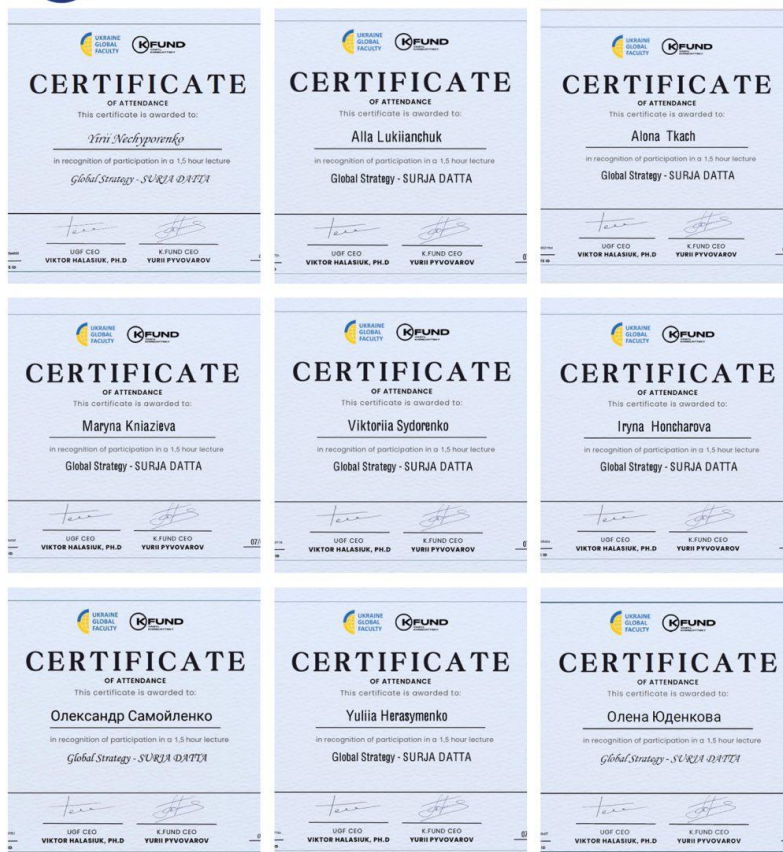 UKRAINE GLOBAL FACULTY
KFUND
CERTIFICATE
OF ATTENDANCE
This certificate is awarded to:
Yirii Nechyporenko
in recognition of participation in a 1,5 hour lecture
Global Strategy - SURJA DATTA
UGF CEO
VIKTOR HALASIUK, PH.D
K.FUND CEO
YURII PYVOVAROV
UKRAINE GLOBAL FACULTY
KFUND
CERTIFICATE
OF ATTENDANCE
This certificate is awarded to:
Alla Lukiianchuk
in recognition of participation in a 1,5 hour lecture
Global Strategy - SURJA DATTA
UGF CEO
VIKTOR HALASIUK, PH.D
K.FUND CEO
YURII PYVOVAROV
UKRAINE GLOBAL FACULTY
KFUND
CERTIFICATE
OF ATTENDANCE
This certificate is awarded to:
Alona Tkach
in recognition of participation in a 1,5 hour lecture
Global Strategy - SURJA DATTA
UGF CEO
VIKTOR HALASIUK, PH.D
K.FUND CEO
YURII PYVOVAROV
UKRAINE GLOBAL FACULTY
KFUND
CERTIFICATE
OF ATTENDANCE
This certificate is awarded to:
Maryna Kniazieva
in recognition of participation in a 1,5 hour lecture
Global Strategy - SURJA DATTA
UGF CEO
VIKTOR HALASIUK, PH.D
K.FUND CEO
YURII PYVOVAROV
07/
UKRAINE GLOBAL FACULTY
KFUND
CERTIFICATE
OF ATTENDANCE
This certificate is awarded to:
Viktoriia Sydorenko
in recognition of participation in a 1,5 hour lecture
Global Strategy - SURJA DATTA
UGF CEO
VIKTOR HALASIUK, PH.D
K.FUND CEO
YURII PYVOVAROV
UKRAINE GLOBAL FACULTY
KFUND
CERTIFICATE
OF ATTENDANCE
This certificate is awarded to:
Iryna Honcharova
in recognition of participation in a 1,5 hour lecture
Global Strategy - SURJA DATTA
UGF CEO
VIKTOR HALASIUK, PH.D
K.FUND CEO
YURII PYVOVAROV
UKRAINE GLOBAL FACULTY
KFUND
CERTIFICATE
OF ATTENDANCE
This certificate is awarded to:
Олександр Самойленко
in recognition of participation in a 1,5 hour lecture
Global Strategy - SURJA DATTA
UGF CEO
VIKTOR HALASIUK, PH.D
K.FUND CEO
YURII PYVOVAROV
UKRAINE GLOBAL FACULTY
KFUND
CERTIFICATE
OF ATTENDANCE
This certificate is awarded to:
Yuliia Herasymenko
in recognition of participation in a 1,5 hour lecture
Global Strategy - SURJA DATTA
UGF CEO
VIKTOR HALASIUK, PH.D
K.FUND CEO
YURII PYVOVAROV
UKRAINE GLOBAL FACULTY
KFUND
CERTIFICATE
OF ATTENDANCE
This certificate is awarded to:
Олена Юденкова
in recognition of participation in a 1,5 hour lecture
Global Strategy - SURJA DATTA
UGF CEO
VIKTOR HALASIUK, PH.D
K.FUND CEO
YURII PYVOVAROV